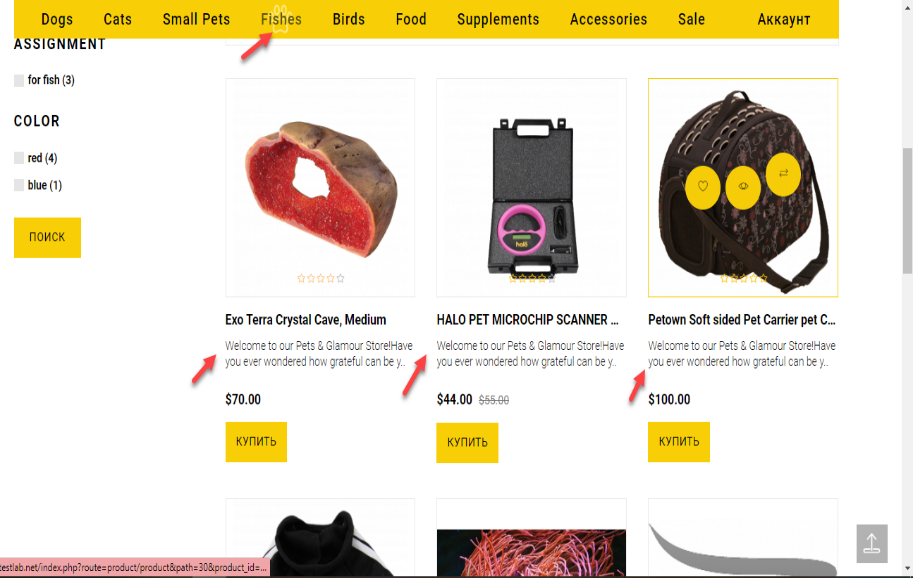 Dogs Cats Small Pets Fishes Birds Food Supplements Accessories Sale Аккаунт
ASSIGNMENT
for fish (3)
COLOR
red (4)
blue (1)
ПОИСК
halo
Exo Terra Crystal Cave, Medium
Welcome to our Pets & Glamour Store!Have
you ever wondered how grateful can be y..
$70.00
КУПИТЬ
HALO PET MICROCHIP SCANNER ...
Welcome to our Pets & Glamour Store!Have
you ever wondered how grateful can be y..
$44.00 $55.00
КУПИТЬ
Petown Soft sided Pet Carrier pet C...
Welcome to our Pets & Glamour Store!Have
you ever wondered how grateful can be y..
$100.00
КУПИТЬ
testlab.net/index.php?route=product/product&path=30&product_id=...